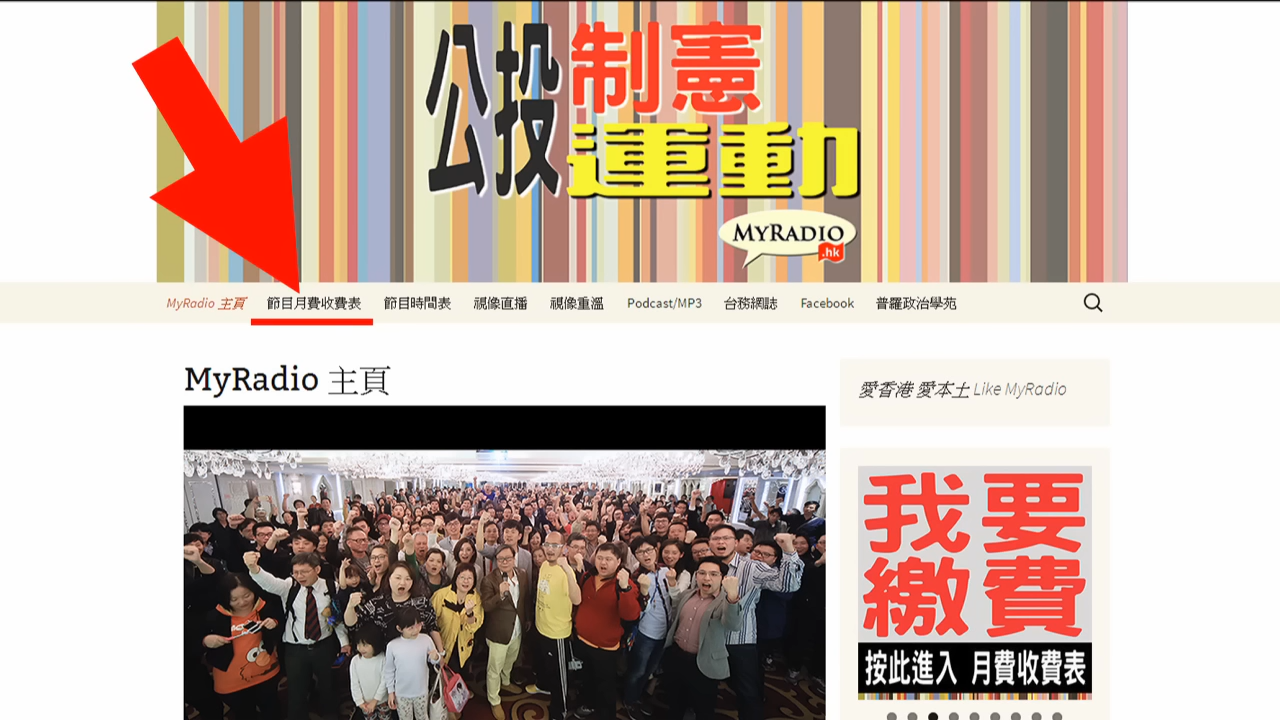 公投制憲
運動
MYRADIO
.hk
MyRadio 主頁 節目月費收費表 節目時間表 視像直播 視像重溫 Podcast/MP3 台務網誌 Facebook 普羅政治學苑
MyRadio 主頁
愛香港 愛本土 Like MyRadio
我要
繳費
按此進入 月費收費表